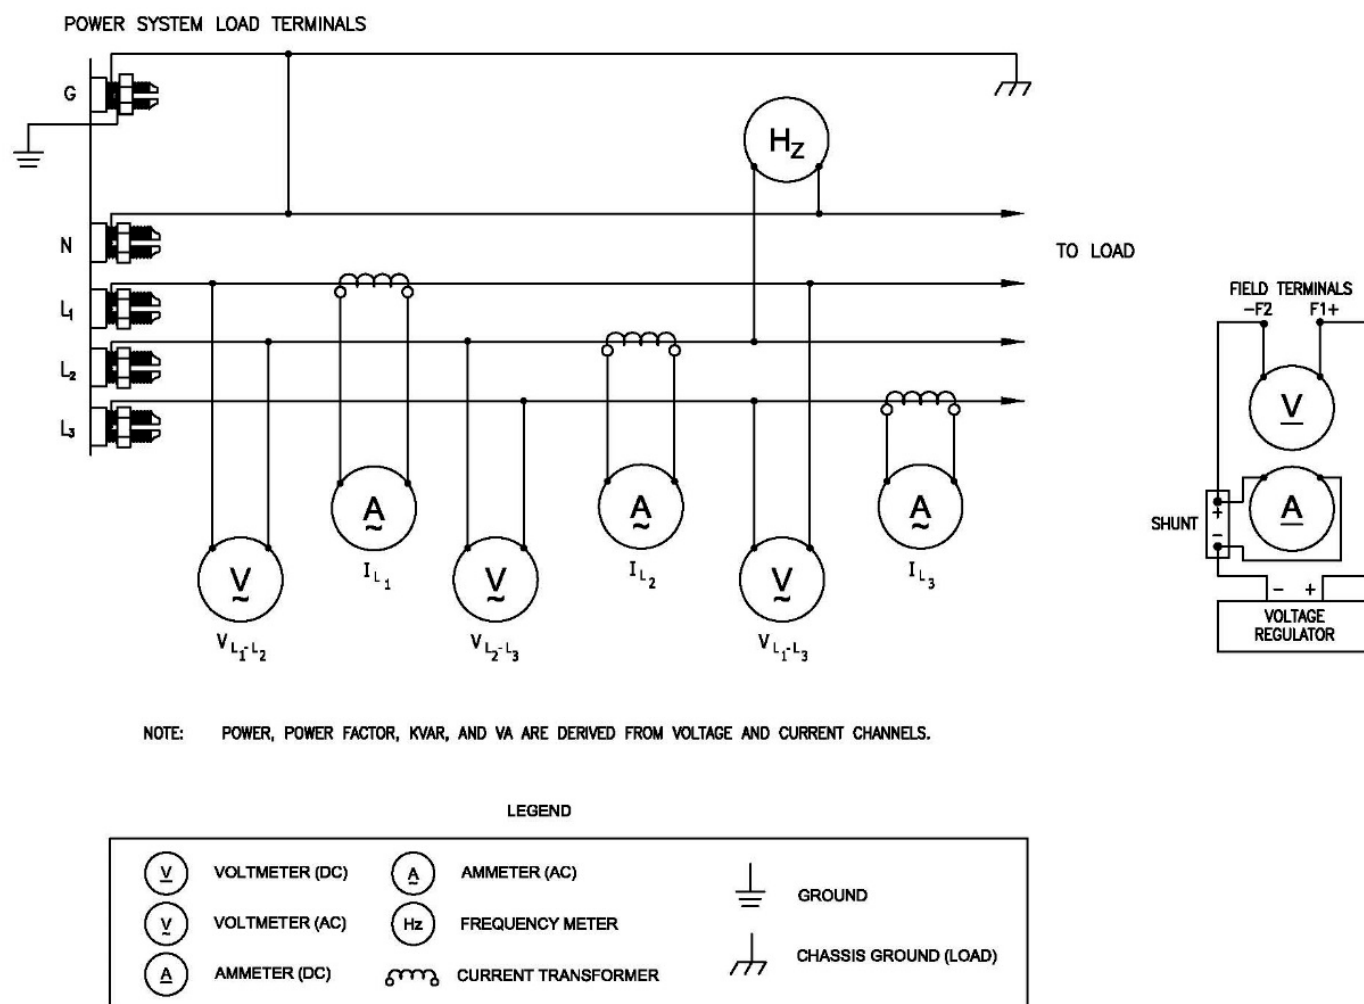 POWER SYSTEM LOAD TERMINALS
G
Hz
N
TO LOAD
L1
L2
L3
FIELD TERMINALS
-F2 F1+
V
A
SHUNT
+
-
- +
VOLTAGE
REGULATOR
A
~
IL1
A
~
IL2
A
~
IL3
V
~
VL1-L2
V
~
VL2-L3
V
~
VL1-L3
NOTE: POWER, POWER FACTOR, KVAR, AND VA ARE DERIVED FROM VOLTAGE AND CURRENT CHANNELS.
LEGEND
V VOLTMETER (DC)
V VOLTMETER (AC)
A AMMETER (DC)
A AMMETER (AC)
Hz FREQUENCY METER
CURRENT TRANSFORMER
GROUND
CHASSIS GROUND (LOAD)